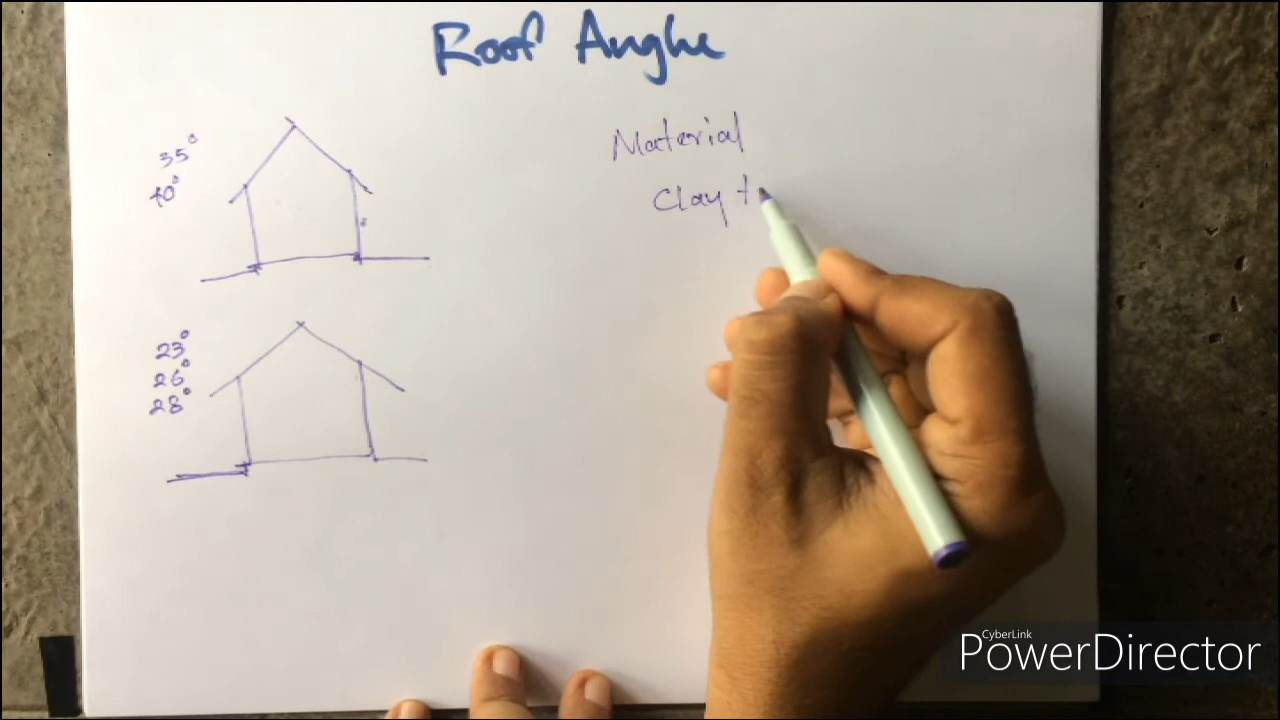 Roof Angle
35°
40°
23°
26°
28°
Material
Clay t
CyberLink
PowerDirector